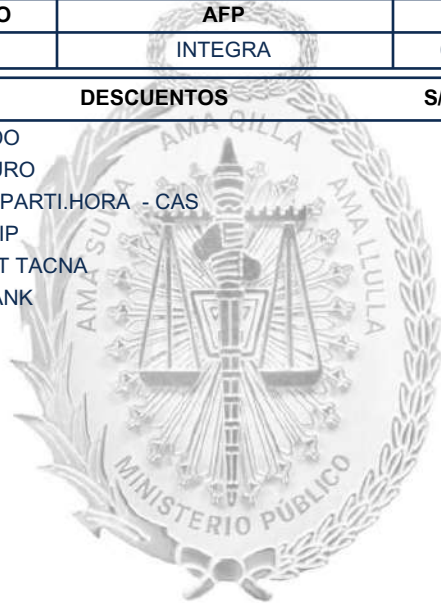 O AFP
INTEGRA
DESCUENTOS S/
DO
URO
PARTI.HORA - CAS
IP
T TACNA
ANK
AMA SUA AMA QILLA AMA LLULLA
MINISTERIO PÚBLICO